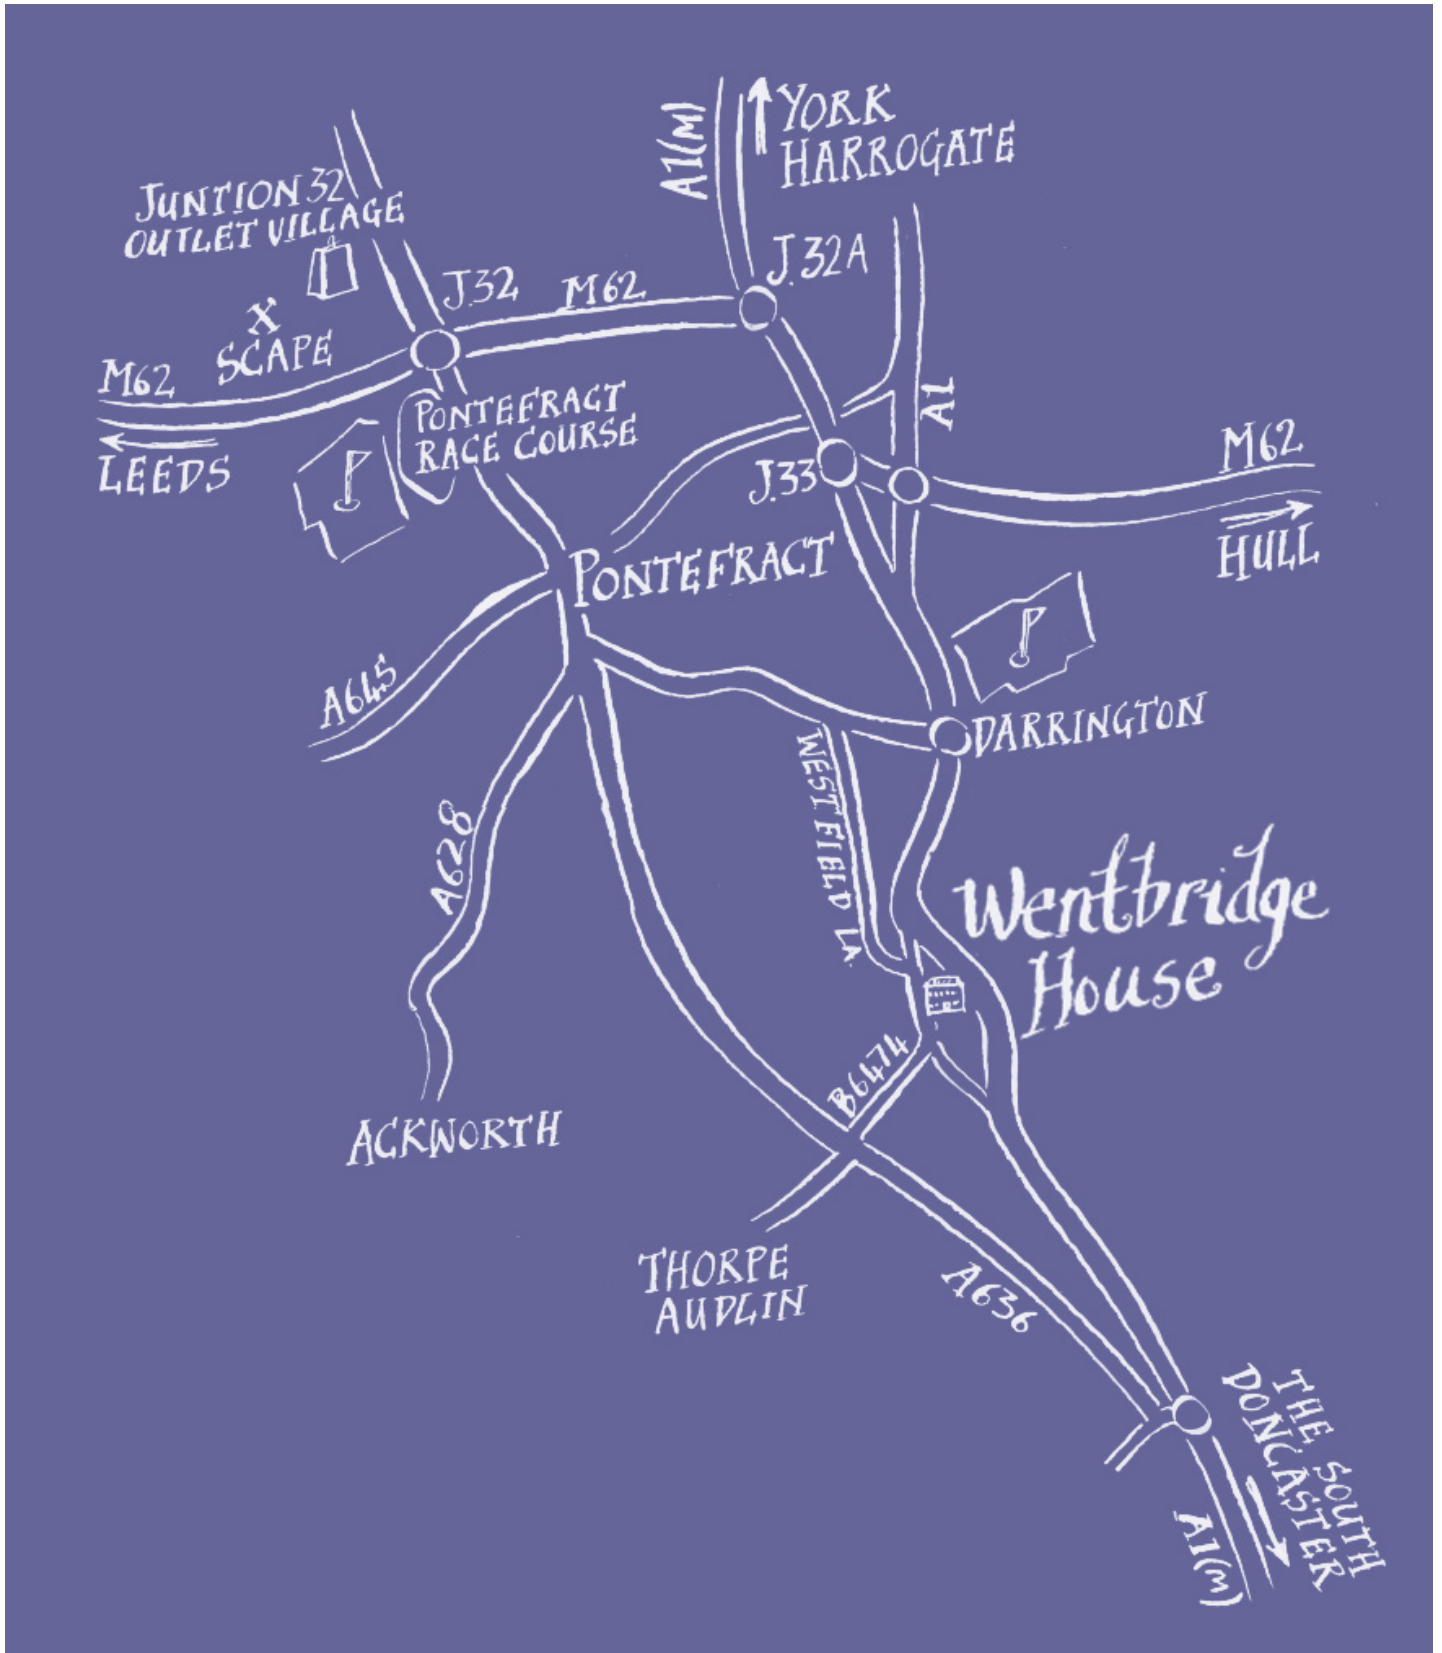 A1(M)
YORK
HARROGATE
JUNTION 32
OUTLET VILLAGE
J.32A
J.32
M62
X
SCAPE
M62
LEEDS
PONTEFRACT
RACE COURSE
A1
M62
HULL
J.33
PONTEFRACT
A645
DARRINGTON
WEST FIELD LA.
A628
Wentbridge
House
B6474
ACKWORTH
THORPE
AUDLIN
A636
THE SOUTH
DONCASTER
A1(M)